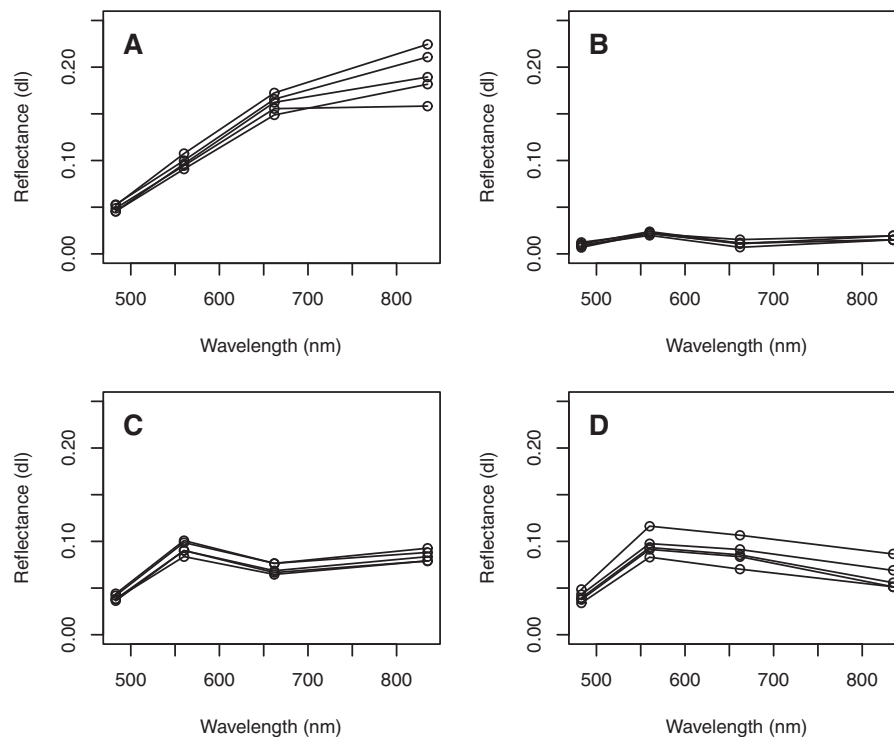 A
Reflectance (dl)
0.00 0.10 0.20
500 600 700 800
Wavelength (nm)
B
Reflectance (dl)
0.00 0.10 0.20
500 600 700 800
Wavelength (nm)
C
Reflectance (dl)
0.00 0.10 0.20
500 600 700 800
Wavelength (nm)
D
Reflectance (dl)
0.00 0.10 0.20
500 600 700 800
Wavelength (nm)